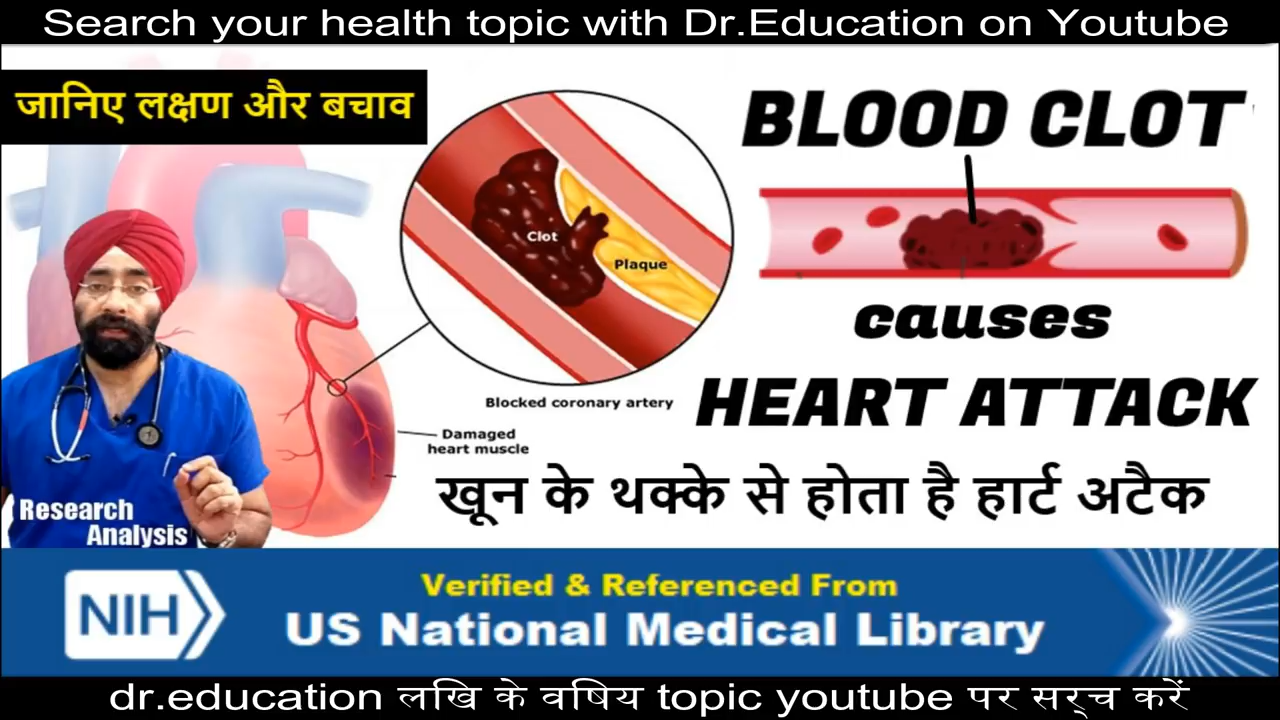 Search your health topic with Dr.Education on Youtube
जानिए लक्षण और बचाव
BLOOD CLOT
Clot
Plaque
causes
Blocked coronary artery
HEART ATTACK
Damaged
heart muscle
खून के थक्के से होता है हार्ट अटैक
Research
Analysis
NIH
Verified & Referenced From
US National Medical Library
dr.education लखि के वषिय topic youtube पर सर्च करें